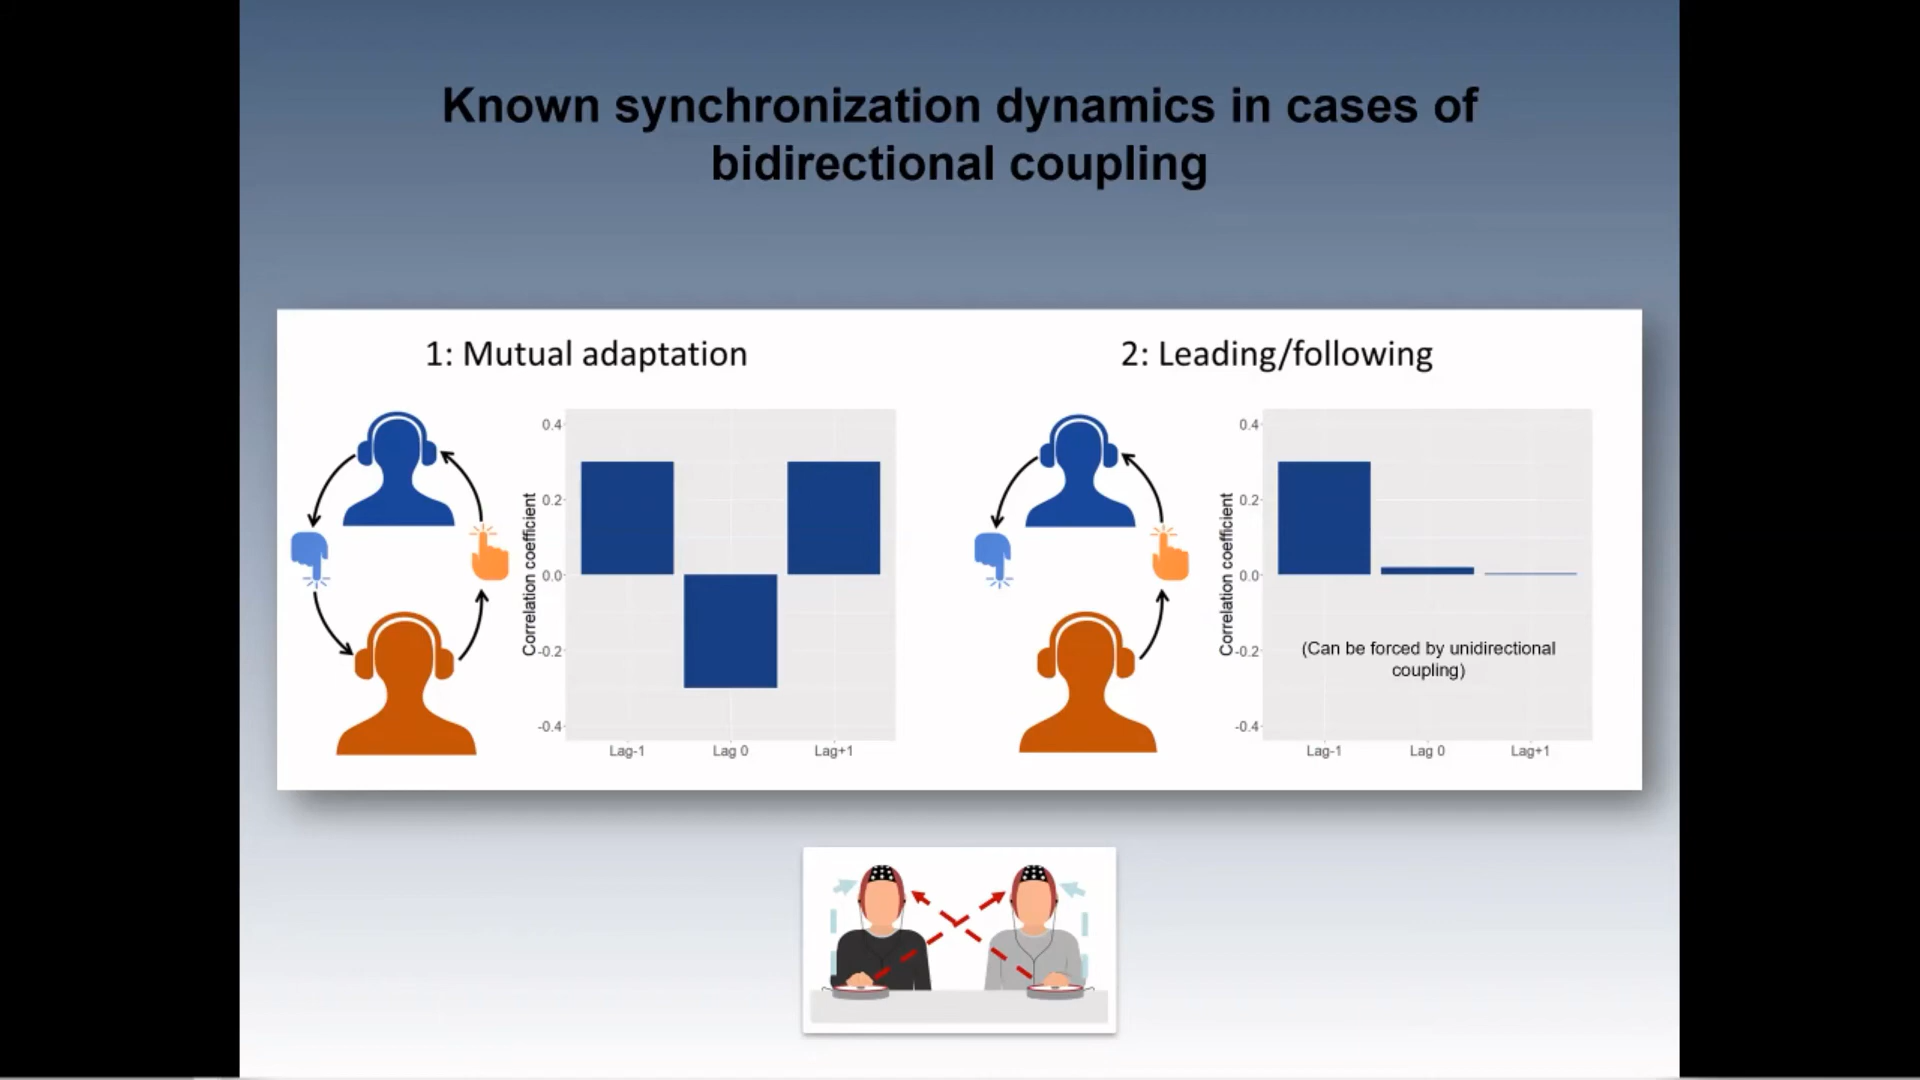 Known synchronization dynamics in cases of
bidirectional coupling
1: Mutual adaptation
Correlation coefficient
0.4
0.2
0.0
-0.2
-0.4
Lag-1 Lag 0 Lag+1
2: Leading/following
Correlation coefficient
0.4
0.2
0.0
-0.2
-0.4
(Can be forced by unidirectional
coupling)
Lag-1 Lag 0 Lag+1